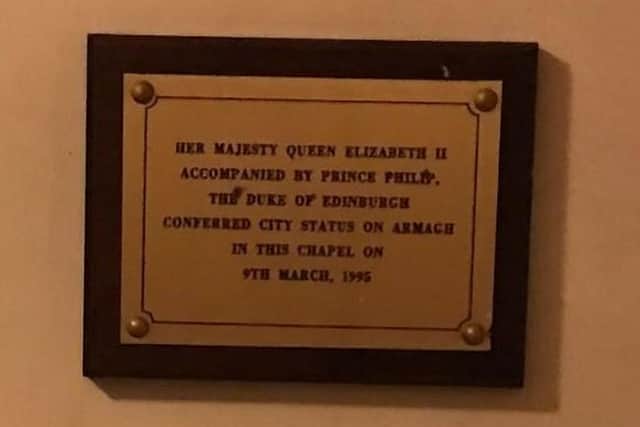 HER MAJESTY QUEEN ELIZABETH II
ACCOMPANIED BY PRINCE PHILIP,
THE DUKE OF EDINBURGH
CONFERRED CITY STATUS ON ARMAGH
IN THIS CHAPEL ON
9TH MARCH, 1995